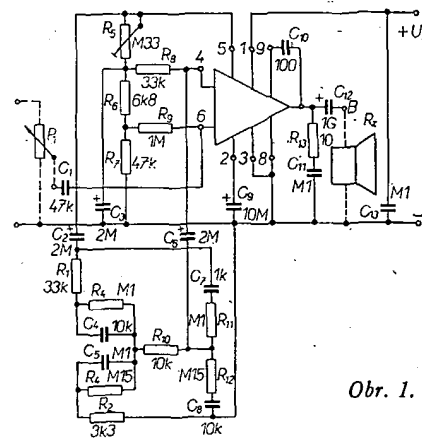 5 1 9 C10
+U
R5
M33
100
R8
4
33k
R6
6k8
C12
+
B
Rz
R9
6
1M
1G
P1
R13
10
R7
47k
2 3 8
C11
M1
C1
47k
+
C9
10M
C3
2M
M1
C13
+
C2
2M
C6
2M
R1
33k
C7
1k
R4 M1
C4
10k
M1
R11
C5 M1
R10
10k
R4 M15
M15
R12
R2
3k3
C8
10k
Obr. 1.